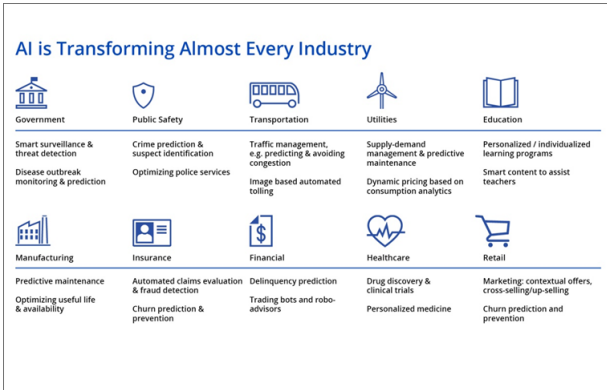 AI is Transforming Almost Every Industry
Government
Public Safety
Transportation
Utilities
Education
Smart surveillance &
threat detection
Disease outbreak
monitoring & prediction
Crime prediction &
suspect identification
Optimizing police services
Traffic management,
e.g. predicting & avoiding
congestion
Image based automated
tolling
Supply-demand
management & predictive
maintenance
Dynamic pricing based on
consumption analytics
Personalized / individualized
learning programs
Smart content to assist
teachers
Manufacturing
Insurance
Financial
Healthcare
Retail
Predictive maintenance
Optimizing useful life
& availability
Automated claims evaluation
& fraud detection
Churn prediction &
prevention
Delinquency prediction
Trading bots and robo-
advisors
Drug discovery &
clinical trials
Personalized medicine
Marketing: contextual offers,
cross-selling/up-selling
Churn prediction and
prevention